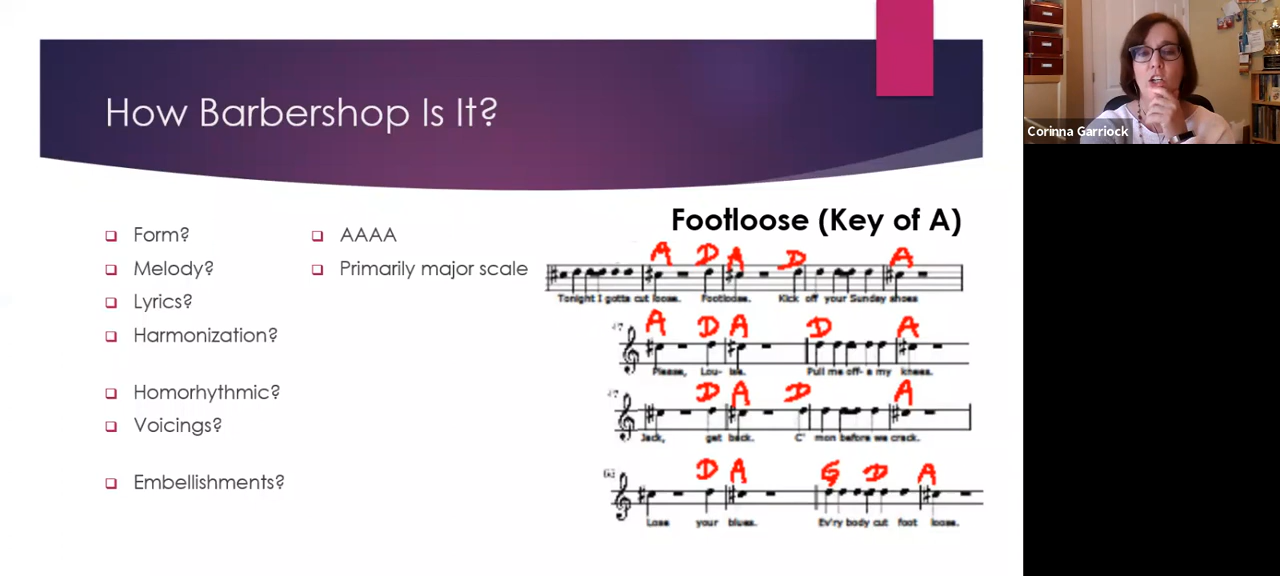 How Barbershop Is It?
Corinna Garriock
Form?
Melody?
Lyrics?
Harmonization?
Homorhythmic?
Voicings?
Embellishments?
AAAA
Primarily major scale
Footloose (Key of A)
A D A D A
Tonight I gotta cut loose. Footloose. Kick off your Sunday shoes
A D A D A
47
Please, Lou- ise. Pull me off- a my knees.
D A D A
Jack, get back. C' mon before we crack.
D A G D A
Lose your blues. Ev'ry body cut foot loose.